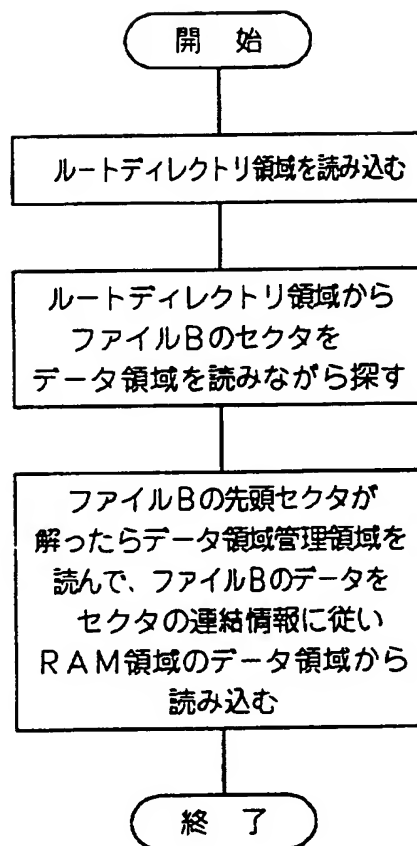 開 始
ルートディレクトリ領域を読み込む
ルートディレクトリ領域から
ファイルBのセクタを
データ領域を読みながら探す
ファイルBの先頭セクタが
解ったらデータ領域管理領域を
読んで、ファイルBのデータを
セクタの連結情報に従い
RAM領域のデータ領域から
読み込む
終 了